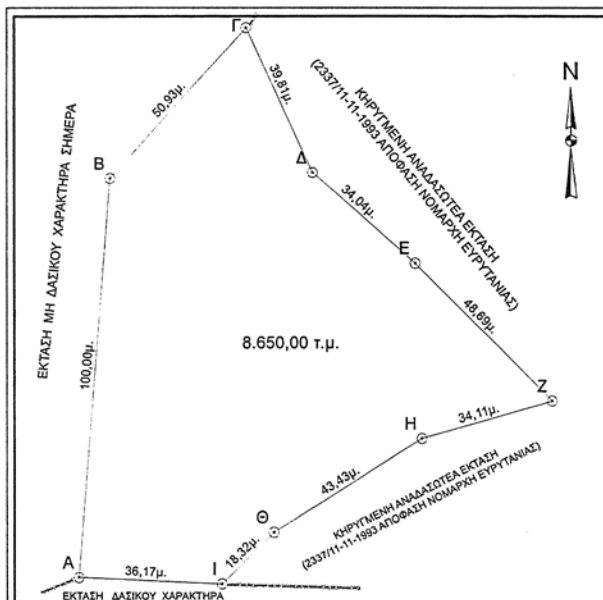 Γ
N
50,93μ.
39,81μ.
ΚΗΡΥΓΜΕΝΗ ΑΝΑΔΑΣΩΤΕΑ ΕΚΤΑΣΗ
(2337/11-11-1993 ΑΠΟΦΑΣΗ ΝΟΜΑΡΧΗ ΕΥΡΥΤΑΝΙΑΣ)
Β
Δ
34,04μ.
Ε
ΕΚΤΑΣΗ ΜΗ ΔΑΣΙΚΟΥ ΧΑΡΑΚΤΗΡΑ ΣΗΜΕΡΑ
100,00μ.
48,69μ.
8.650,00 τ.μ.
Ζ
34,11μ.
Η
43,43μ.
ΚΗΡΥΓΜΕΝΗ ΑΝΑΔΑΣΩΤΕΑ ΕΚΤΑΣΗ
(2337/11-11-1993 ΑΠΟΦΑΣΗ ΝΟΜΑΡΧΗ ΕΥΡΥΤΑΝΙΑΣ)
Θ
18,32μ.
Α
36,17μ.
Ι
ΕΚΤΑΣΗ ΔΑΣΙΚΟΥ ΧΑΡΑΚΤΗΡΑ